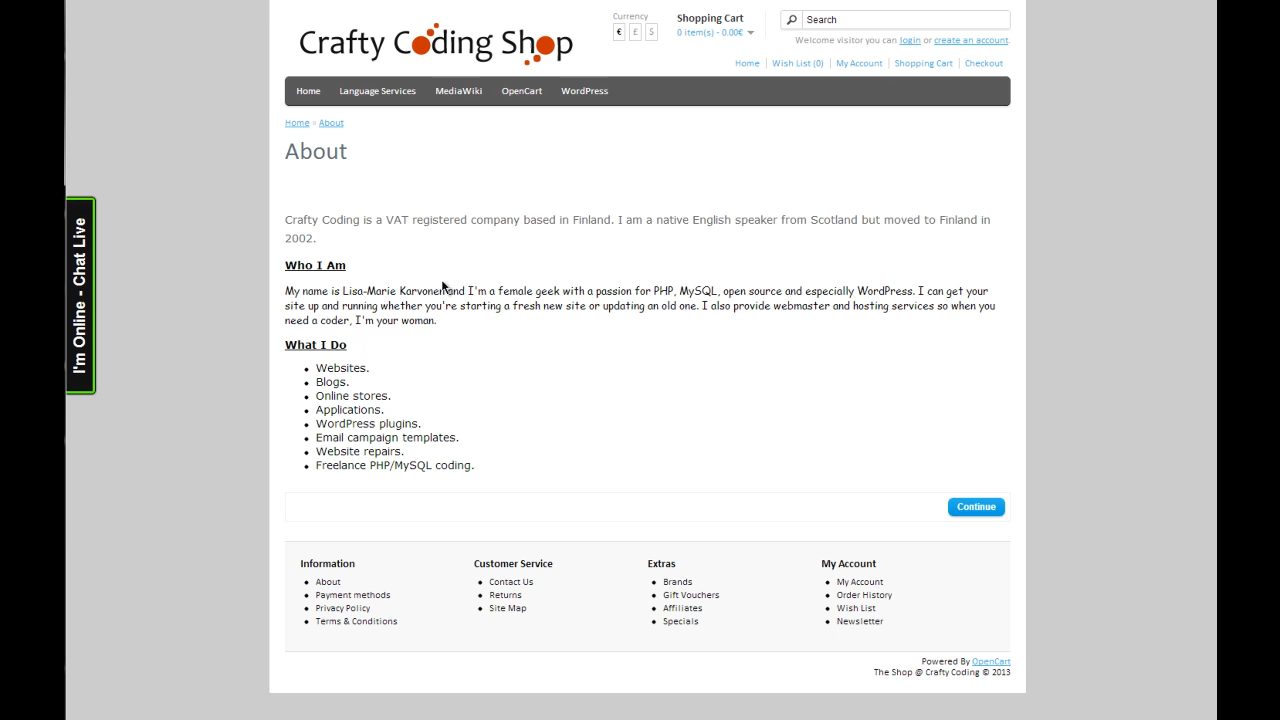 Crafty Coding Shop
Currency
€ £ $
Shopping Cart
0 item(s) - 0.00€
Search
Welcome visitor you can login or create an account.
Home Wish List (0) My Account Shopping Cart Checkout
Home Language Services MediaWiki OpenCart WordPress
Home » About
About
I'm Online - Chat Live
Crafty Coding is a VAT registered company based in Finland. I am a native English speaker from Scotland but moved to Finland in
2002.
Who I Am
My name is Lisa-Marie Karvonen and I'm a female geek with a passion for PHP, MySQL, open source and especially WordPress. I can get your
site up and running whether you're starting a fresh new site or updating an old one. I also provide webmaster and hosting services so when you
need a coder, I'm your woman.
What I Do
Websites.
Blogs.
Online stores.
Applications.
WordPress plugins.
Email campaign templates.
Website repairs.
Freelance PHP/MySQL coding.
Continue
Information
About
Payment methods
Privacy Policy
Terms & Conditions
Customer Service
Contact Us
Returns
Site Map
Extras
Brands
Gift Vouchers
Affiliates
Specials
My Account
My Account
Order History
Wish List
Newsletter
Powered By OpenCart
The Shop @ Crafty Coding © 2013